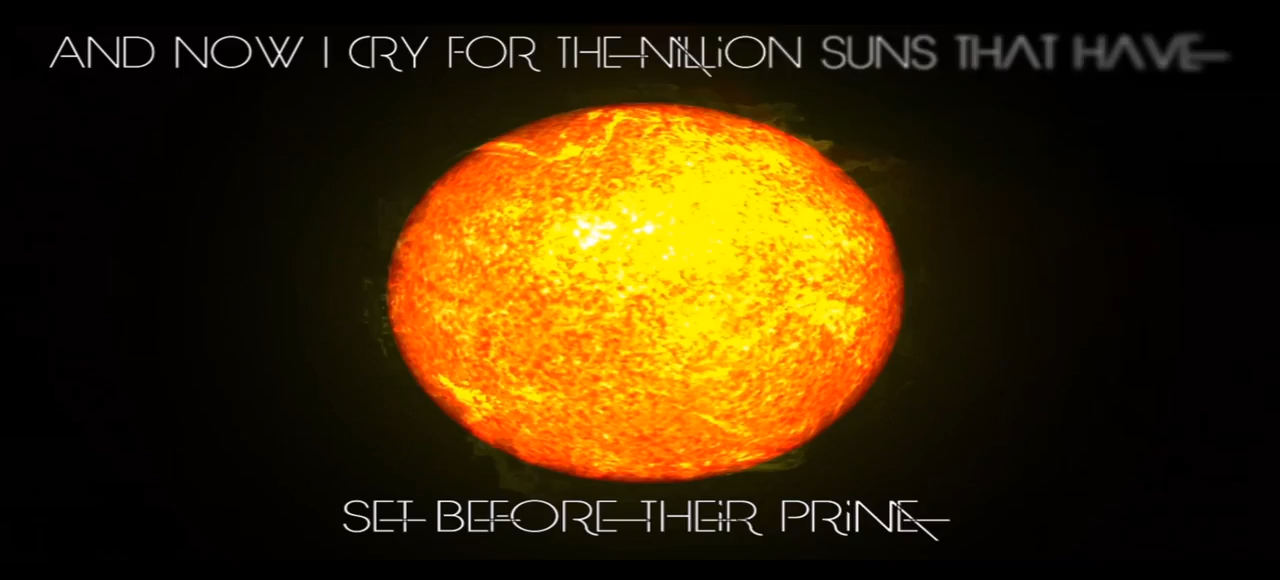 AND NOW I CRY FOR THE MILLION SUNS THAT HAVE
SET BEFORE THEIR PRIME